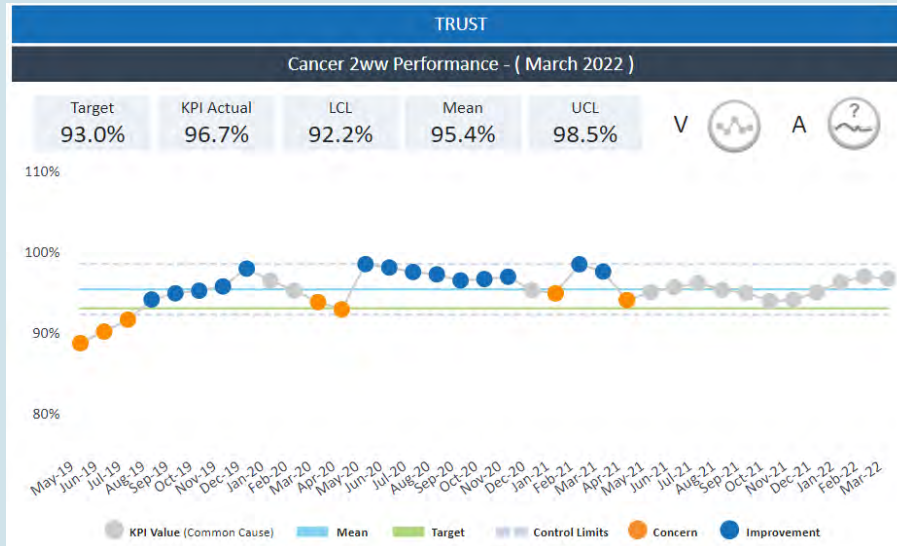 TRUST
Cancer 2ww Performance - ( March 2022 )
Target KPI Actual LCL Mean UCL
93.0% 96.7% 92.2% 95.4% 98.5% V A ?
110%
100%
90%
80%
May-19 Jun-19 Jul-19 Aug-19 Sep-19 Oct-19 Nov-19 Dec-19 Jan-20 Feb-20 Mar-20 Apr-20 May-20 Jun-20 Jul-20 Aug-20 Sep-20 Oct-20 Nov-20 Dec-20 Jan-21 Feb-21 Mar-21 Apr-21 May-21 Jun-21 Jul-21 Aug-21 Sep-21 Oct-21 Nov-21 Dec-21 Jan-22 Feb-22 Mar-22
KPI Value (Common Cause) Mean Target Control Limits Concern Improvement